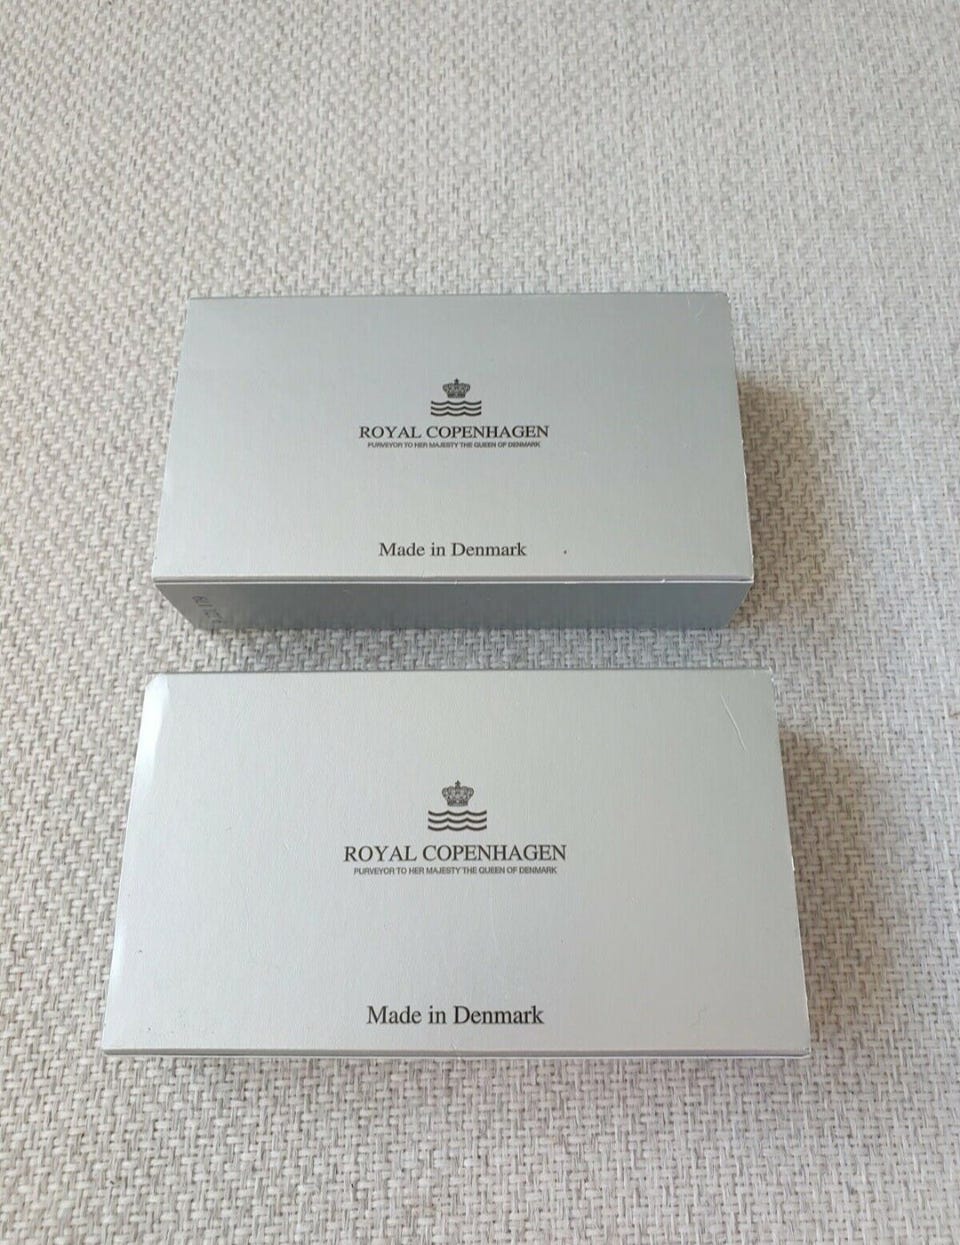 ROYAL COPENHAGEN
PURVEYOR TO HER MAJESTY THE QUEEN OF DENMARK
Made in Denmark
ROYAL COPENHAGEN
PURVEYOR TO HER MAJESTY THE QUEEN OF DENMARK
Made in Denmark